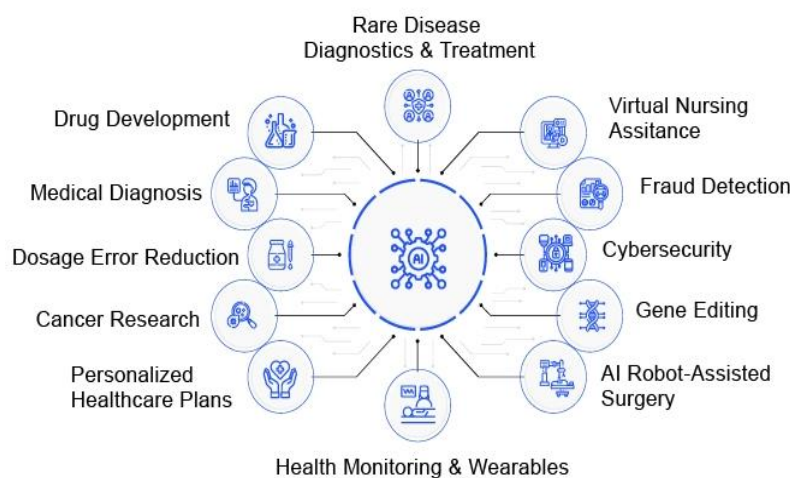 Rare Disease
Diagnostics & Treatment
Drug Development
Virtual Nursing
Assitance
Medical Diagnosis
Fraud Detection
Dosage Error Reduction
AI
Cybersecurity
Cancer Research
Gene Editing
Personalized
Healthcare Plans
AI Robot-Assisted
Surgery
Health Monitoring & Wearables